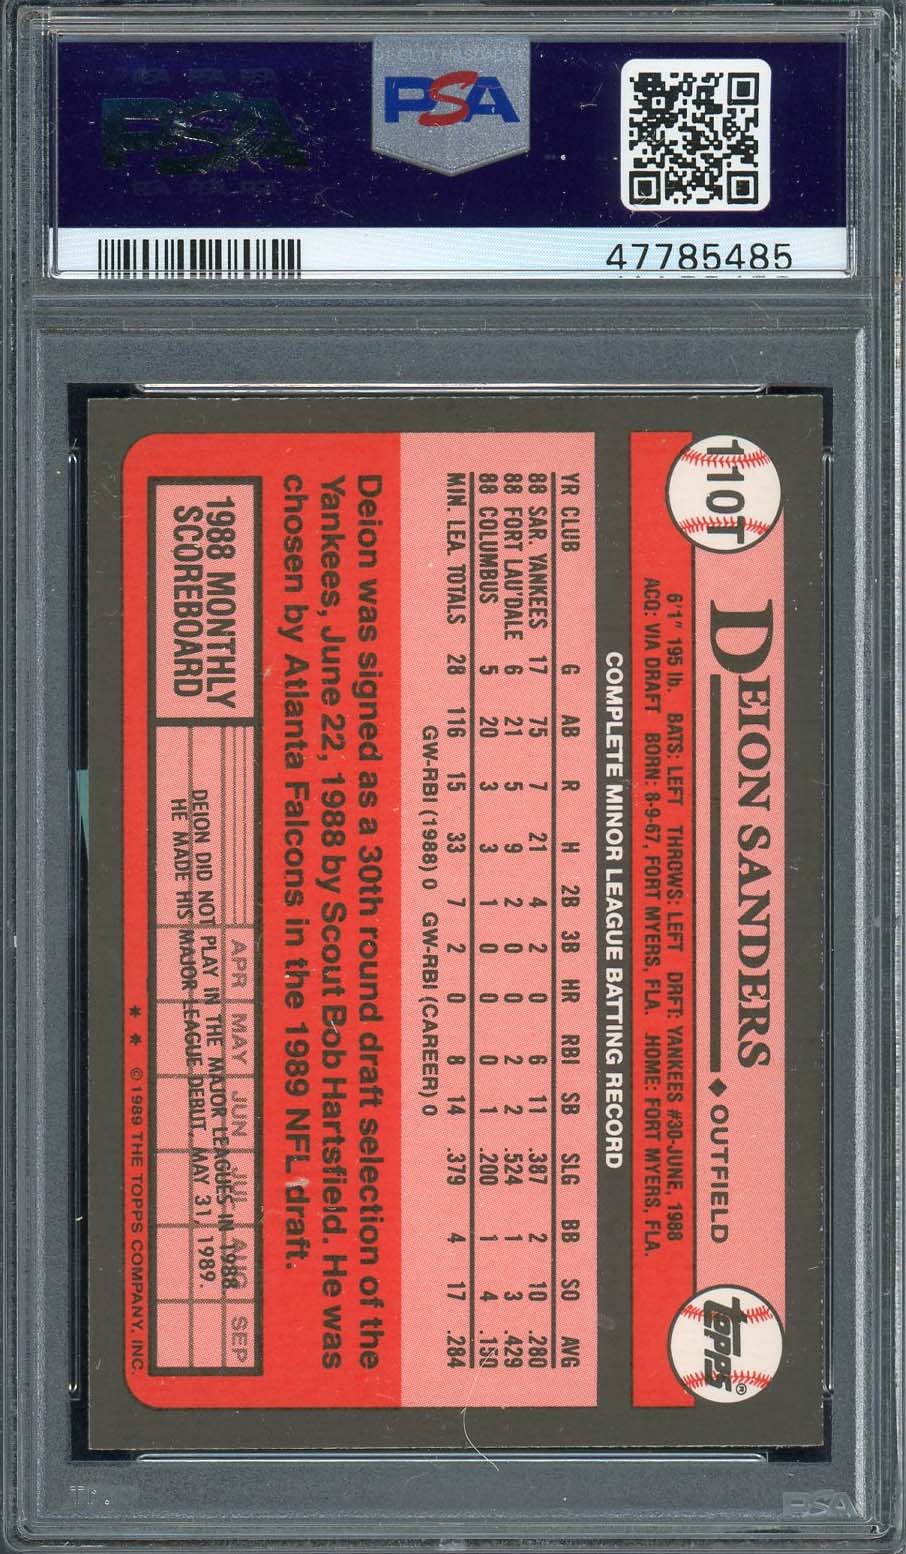 PSA
PSA
47785485
110T
DEION SANDERS ♦ OUTFIELD
TOPPS®
6'1" 195 lb. BATS: LEFT THROWS: LEFT DRFT: YANKEES #30-JUNE, 1988
ACQ: VIA DRAFT BORN: 8-9-67, FORT MYERS, FLA. HOME: FORT MYERS, FLA.
COMPLETE MINOR LEAGUE BATTING RECORD
YR CLUB G AB R H 2B 3B HR RBI SB SLG BB SO AVG
88 SAR. YANKEES 17 75 7 21 4 2 0 6 11 .387 2 10 .280
88 FORT LAU'DALE 6 21 5 9 2 0 0 2 2 .524 1 3 .429
88 COLUMBUS 5 20 3 3 1 0 0 0 1 .200 1 4 .150
MIN. LEA. TOTALS 28 116 15 33 7 2 0 8 14 .379 4 17 .284
GW-RBI (1988) 0 GW-RBI (CAREER) 0
Deion was signed as a 30th round draft selection of the
Yankees, June 22, 1988 by Scout Bob Hartsfield. He was
chosen by Atlanta Falcons in the 1989 NFL draft.
1988 MONTHLY
SCOREBOARD
APR MAY JUN JUL AUG SEP
DEION DID NOT PLAY IN THE MAJOR LEAGUES IN 1988.
HE MADE HIS MAJOR LEAGUE DEBUT, MAY 31, 1989.
* * © 1989 THE TOPPS COMPANY, INC.
PSA